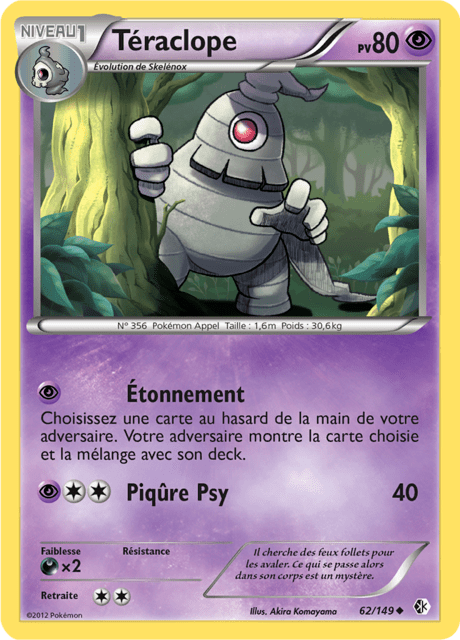 NIVEAU 1
Téraclope
PV80
Évolution de Skelénox
N° 356 Pokémon Appel Taille : 1,6m Poids : 30,6kg
Étonnement
Choisissez une carte au hasard de la main de votre
adversaire. Votre adversaire montre la carte choisie
et la mélange avec son deck.
Piqûre Psy 40
Faiblesse Résistance
×2
Retraite
Il cherche des feux follets pour
les avaler. Ce qui se passe alors
dans son corps est un mystère.
©2012 Pokémon Illus. Akira Komayama 62/149